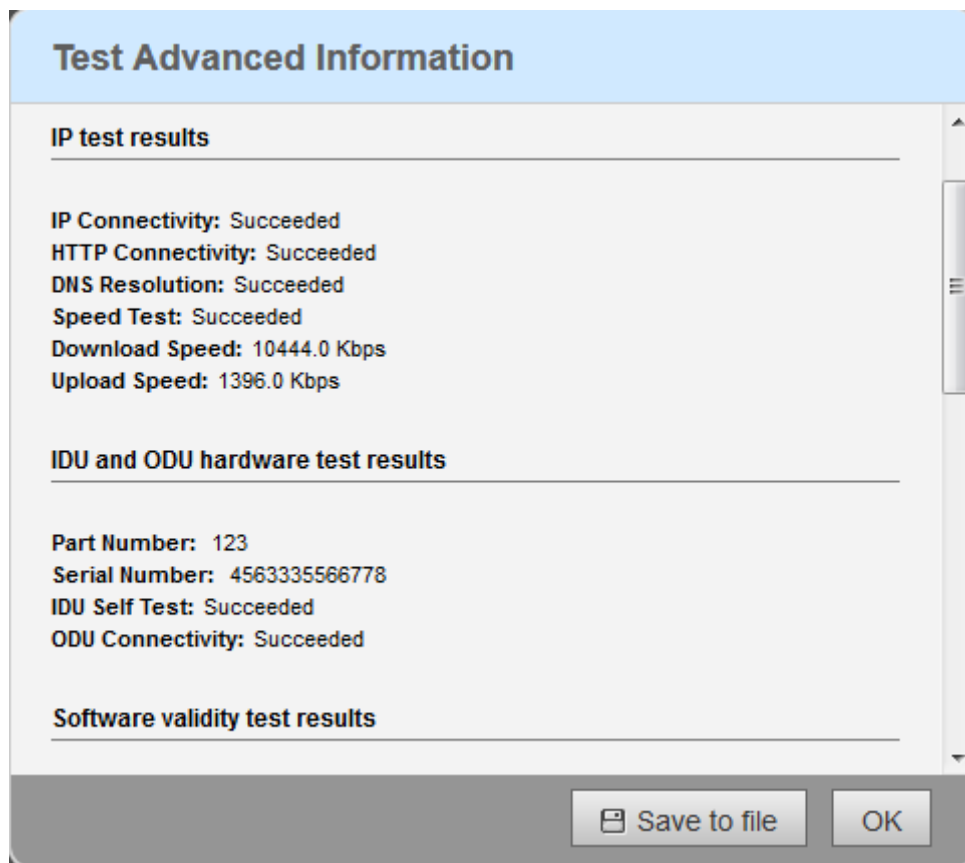 Test Advanced Information
IP test results
IP Connectivity: Succeeded
HTTP Connectivity: Succeeded
DNS Resolution: Succeeded
Speed Test: Succeeded
Download Speed: 10444.0 Kbps
Upload Speed: 1396.0 Kbps
IDU and ODU hardware test results
Part Number: 123
Serial Number: 4563335566778
IDU Self Test: Succeeded
ODU Connectivity: Succeeded
Software validity test results
Save to file
OK